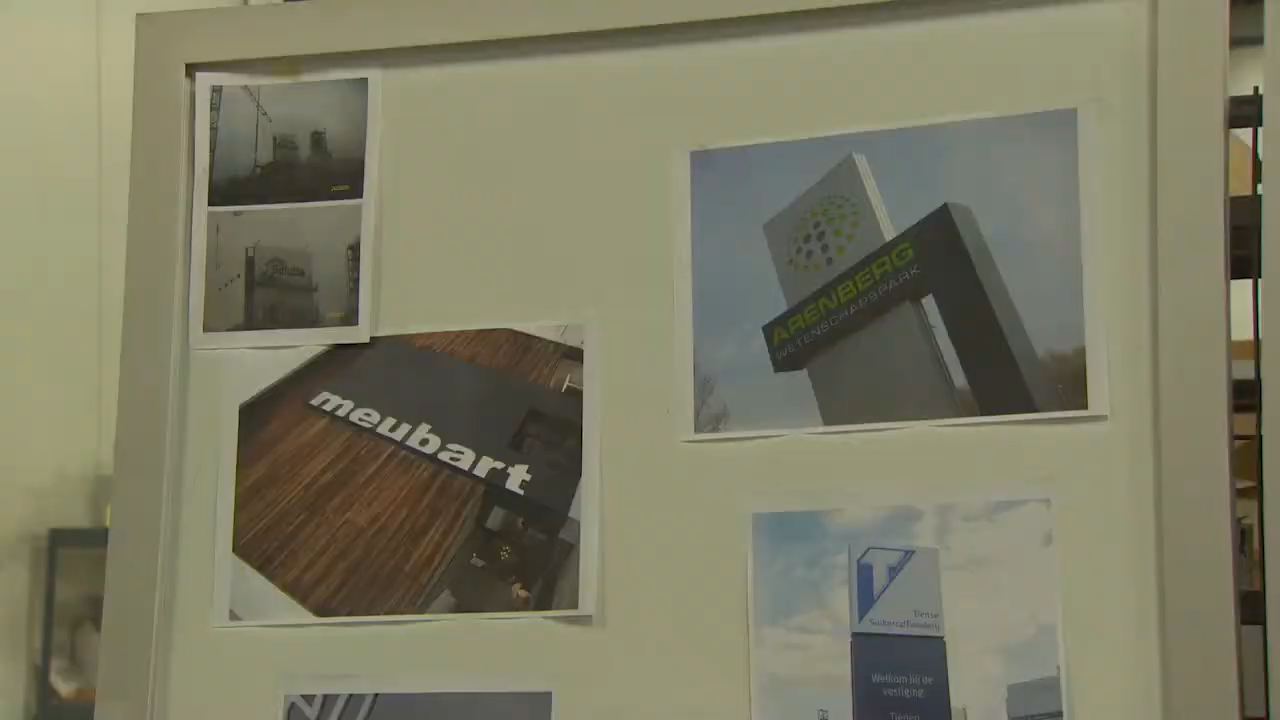 ARENBERG
WETENSCHAPSPARK
meubart
T
Tiense
Suikerraffinaderij
Welkom bij de
vestiging
Tienen